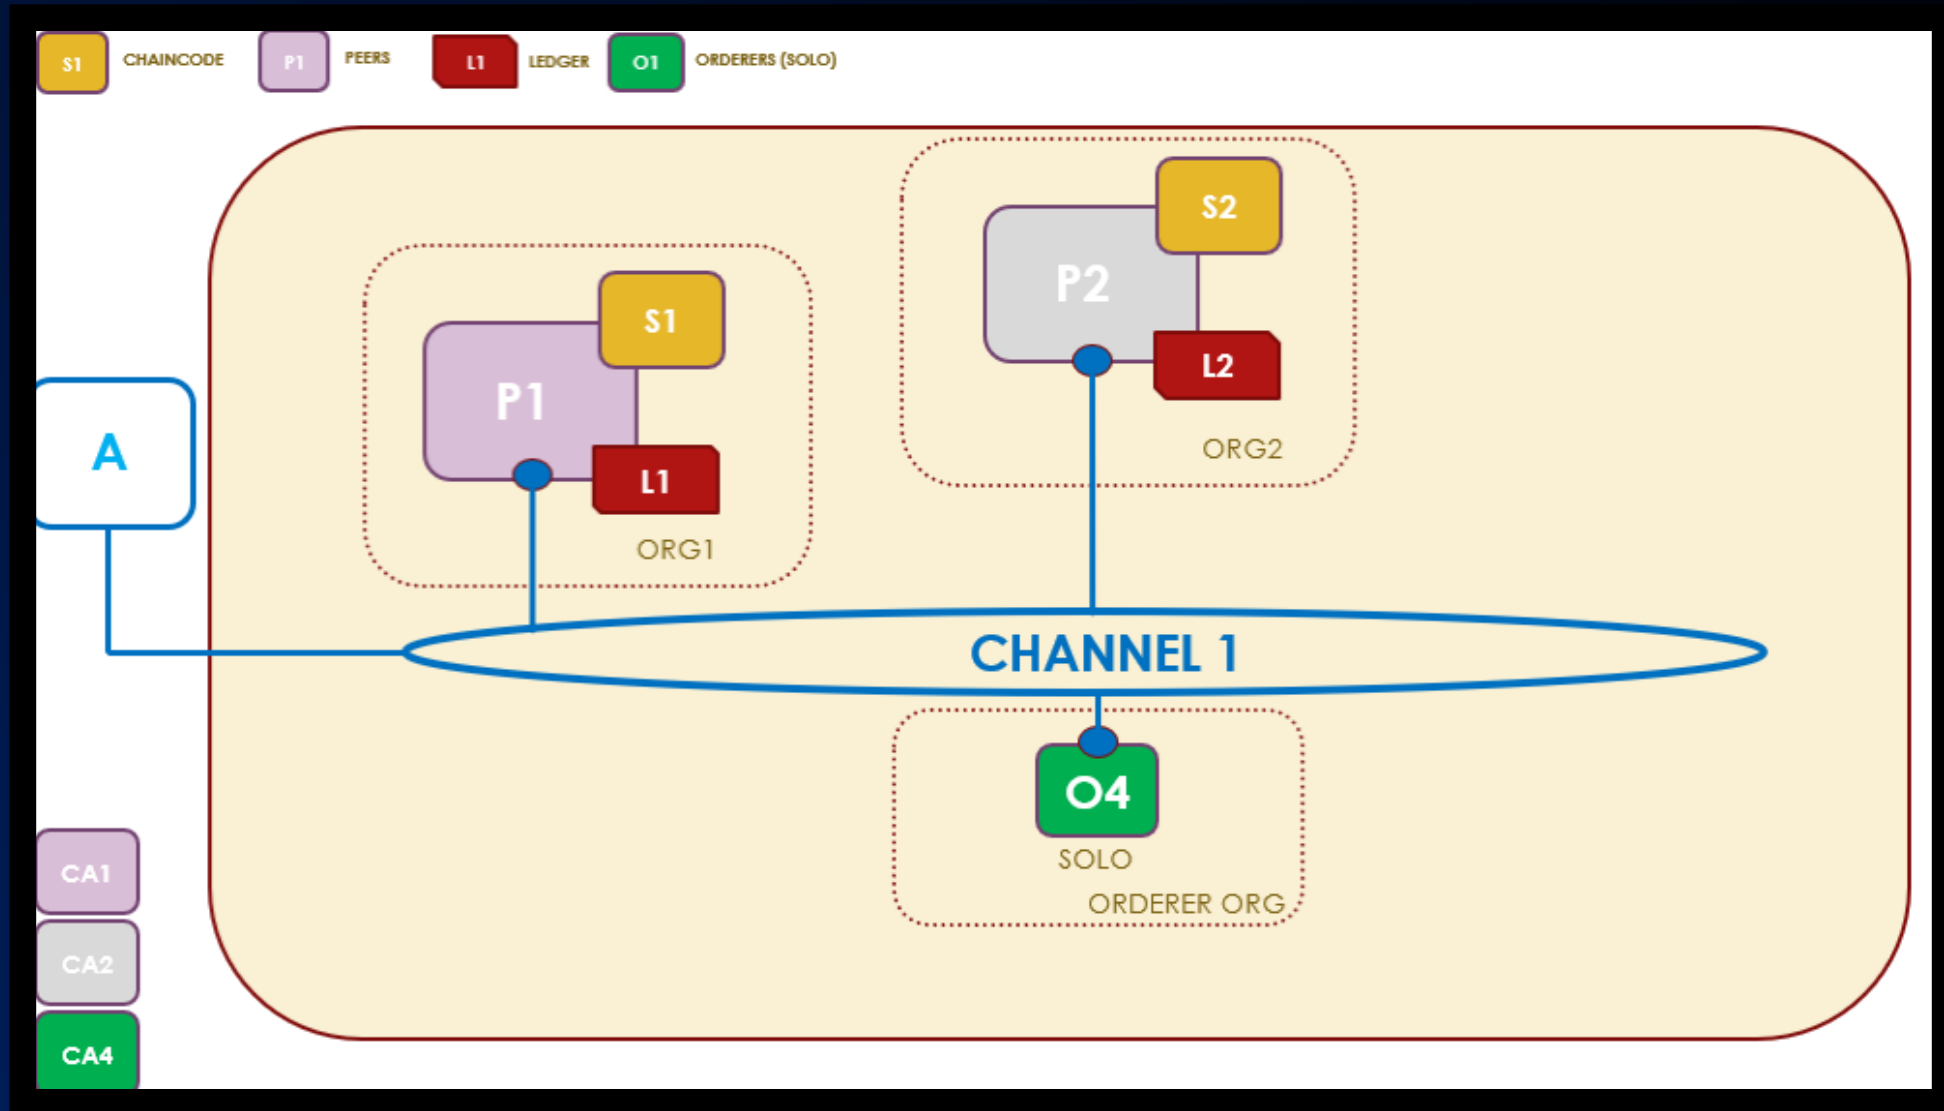 S1 CHAINCODE P1 PEERS L1 LEDGER O1 ORDERERS (SOLO)
S2
P2
L2
ORG2
S1
P1
L1
ORG1
A
CHANNEL 1
O4
SOLO
ORDERER ORG
CA1
CA2
CA4